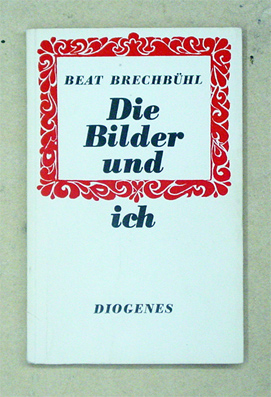 BEAT BRECHBÜHL
Die
Bilder
und
ich
DIOGENES